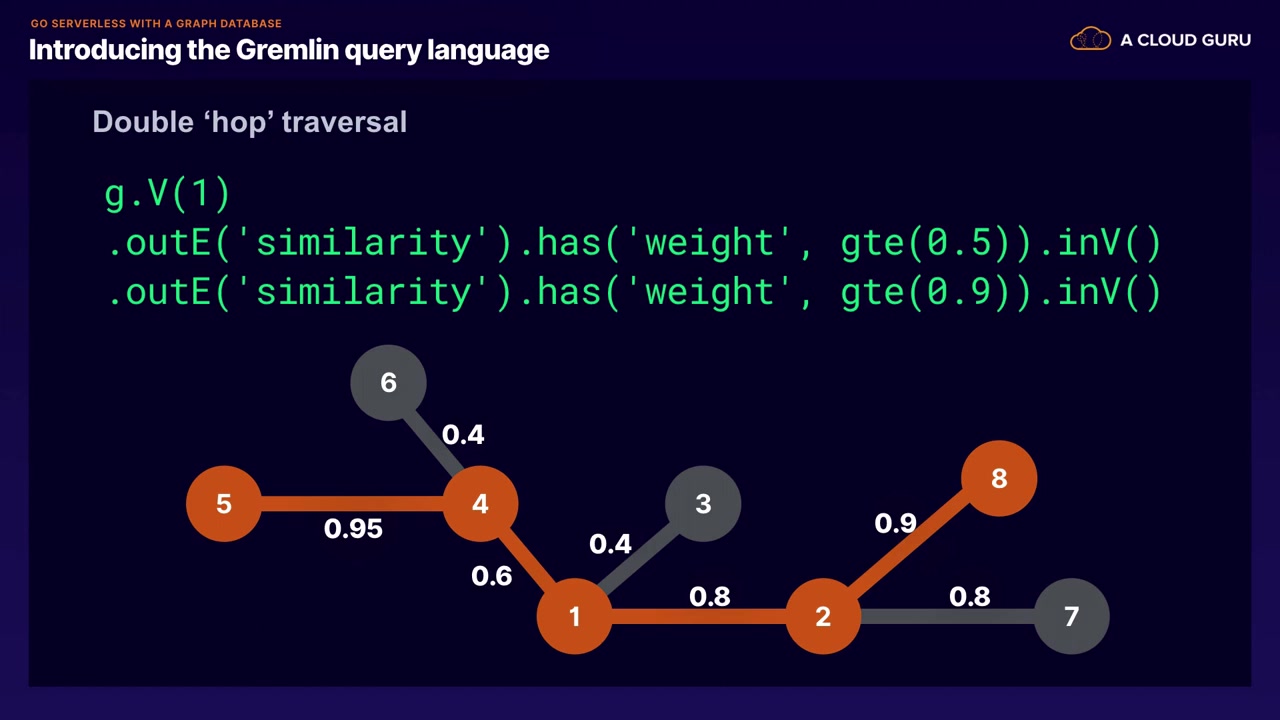 GO SERVERLESS WITH A GRAPH DATABASE
Introducing the Gremlin query language
A CLOUD GURU
Double ‘hop’ traversal
g.V(1)
.outE('similarity').has('weight', gte(0.5)).inV()
.outE('similarity').has('weight', gte(0.9)).inV()
6
0.4
8
5
4
3
0.95
0.9
0.4
0.6
0.8
0.8
1
2
7